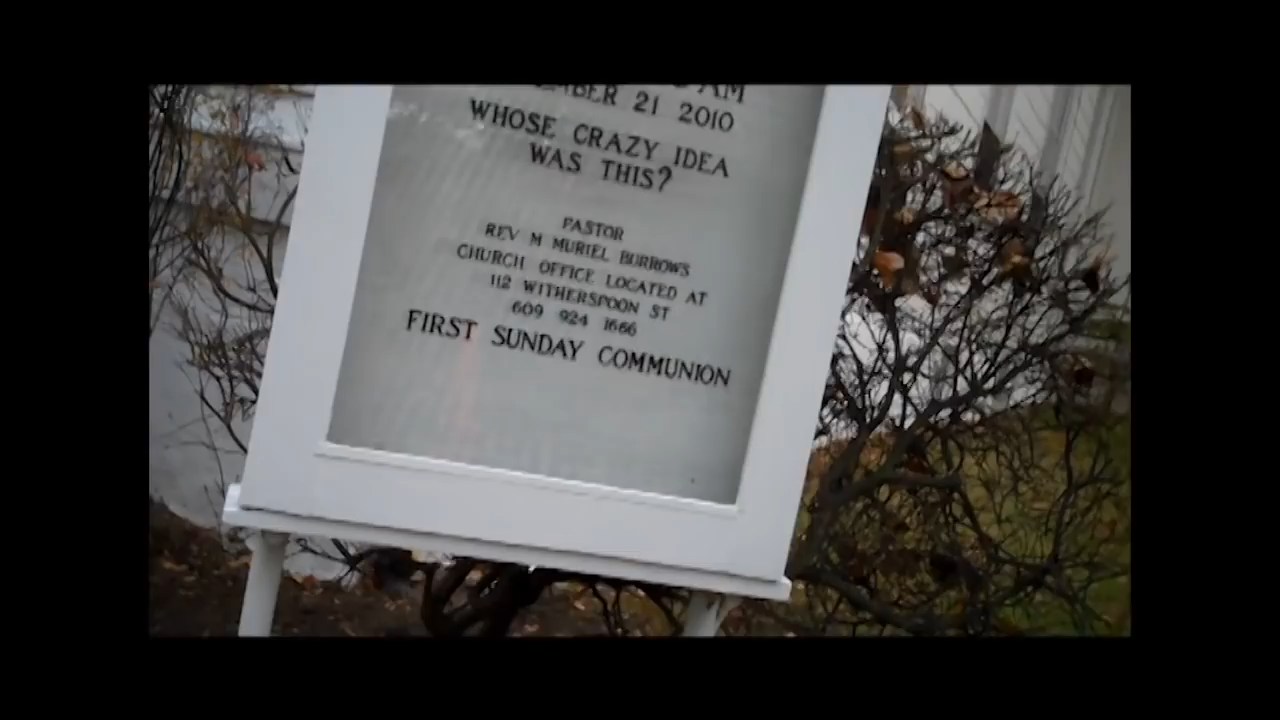 AM
21 2010
WHOSE CRAZY IDEA
WAS THIS?
PASTOR
REV M MURIEL BURROWS
CHURCH OFFICE LOCATED AT
112 WITHERSPOON ST
609 924 1666
FIRST SUNDAY COMMUNION